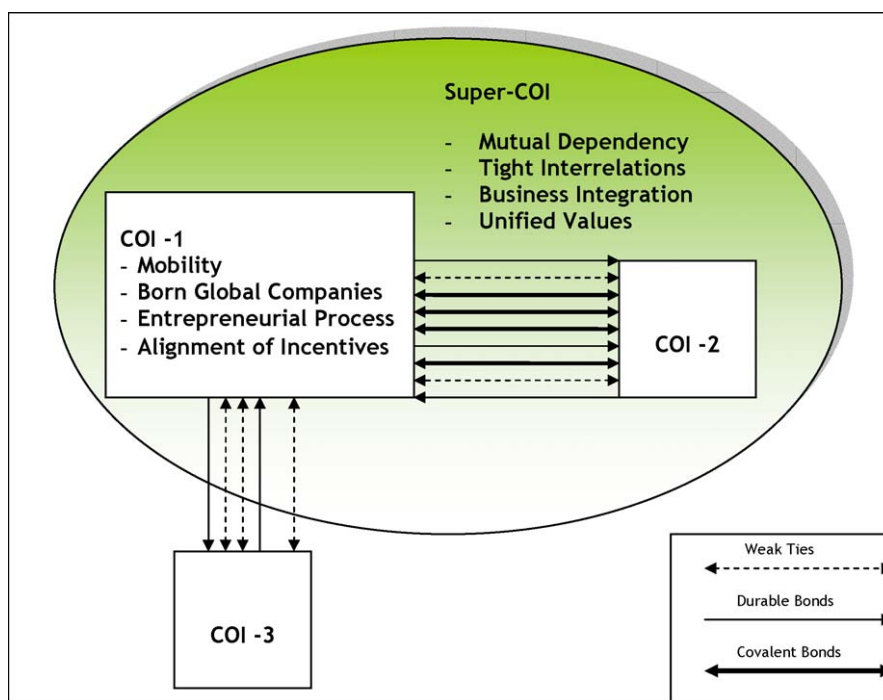 Super-COI
- Mutual Dependency
- Tight Interrelations
- Business Integration
- Unified Values
COI -1
- Mobility
- Born Global Companies
- Entrepreneurial Process
- Alignment of Incentives
COI -2
COI -3
Weak Ties
Durable Bonds
Covalent Bonds